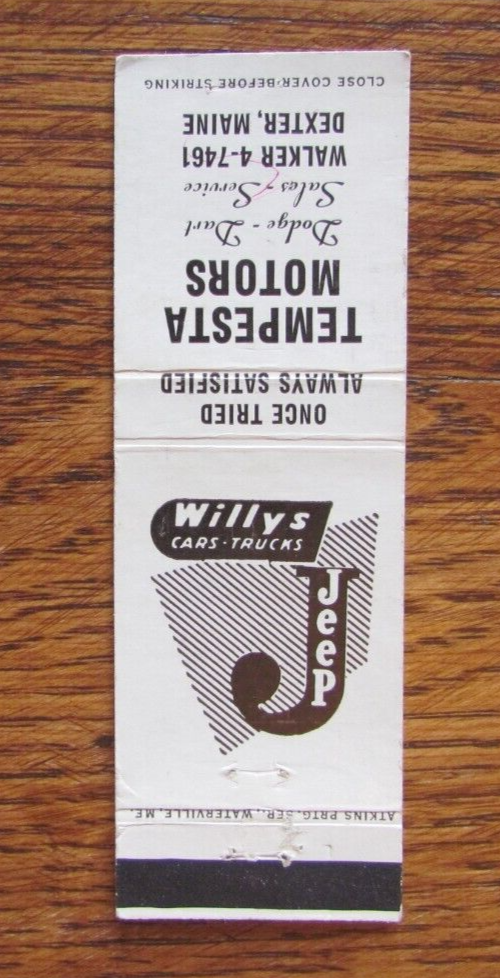 CLOSE COVER-BEFORE STRIKING
TEMPESTA
MOTORS
Dodge - Dart
Sales - Service
WALKER 4-7461
DEXTER, MAINE
ONCE TRIED
ALWAYS SATISFIED
Willys
CARS - TRUCKS
Jeep
ATKINS PRTG. SER., WATERVILLE, ME.